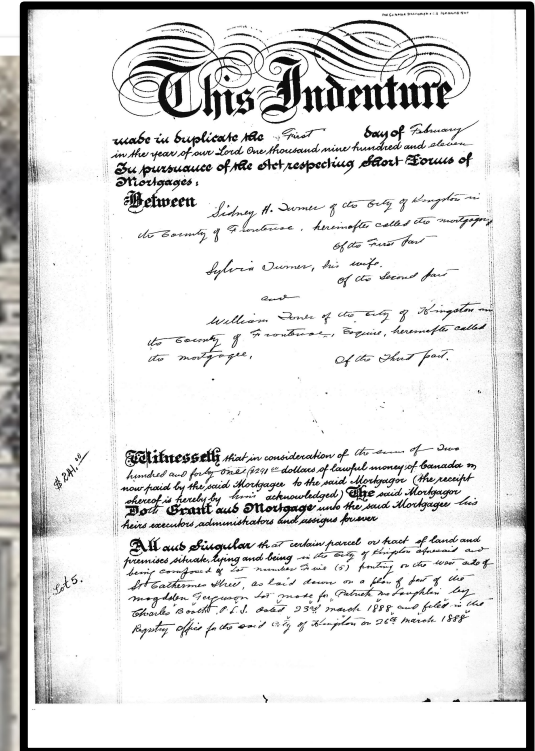 This Indenture
made in duplicate the First day of February
in the year of our Lord One thousand nine hundred and eleven
In pursuance of the Act respecting Short Forms of
Mortgages:
Between Sidney H. Turner of the City of Kingston in
the County of Frontenac, hereinafter called the mortgagor
Of the First Part
Sylvia Turner, his wife.
Of the Second part
and
William of the City of Kingston in
the County of Frontenac, Esquire, hereinafter called
the mortgagee, Of the Third part.
$241.00
Witnesseth that in consideration of the sum of Two
hundred and forty one ($241.00 dollars of lawful money of Canada
now paid by the said Mortgagee to the said Mortgagor (the receipt
whereof is hereby by him acknowledged) The said Mortgagor
Doth Grant and Mortgage unto the said Mortgagee his
heirs executors, administrators and assigns forever
All and Singular that certain parcel or tract of land and
premises situate, lying and being in the City of Kingston aforesaid and
Lot 5.
being composed of Lot number Five (5) fronting on the west side of
St Catherines Street, as laid down on a plan of part of the
Magdalen Ferguson Lot made for Patrick McLaughlin by
Charles Booth P.L.S. dated 23rd March 1888 and filed in the
Registry Office for the said City of Kingston on 26th March 1888